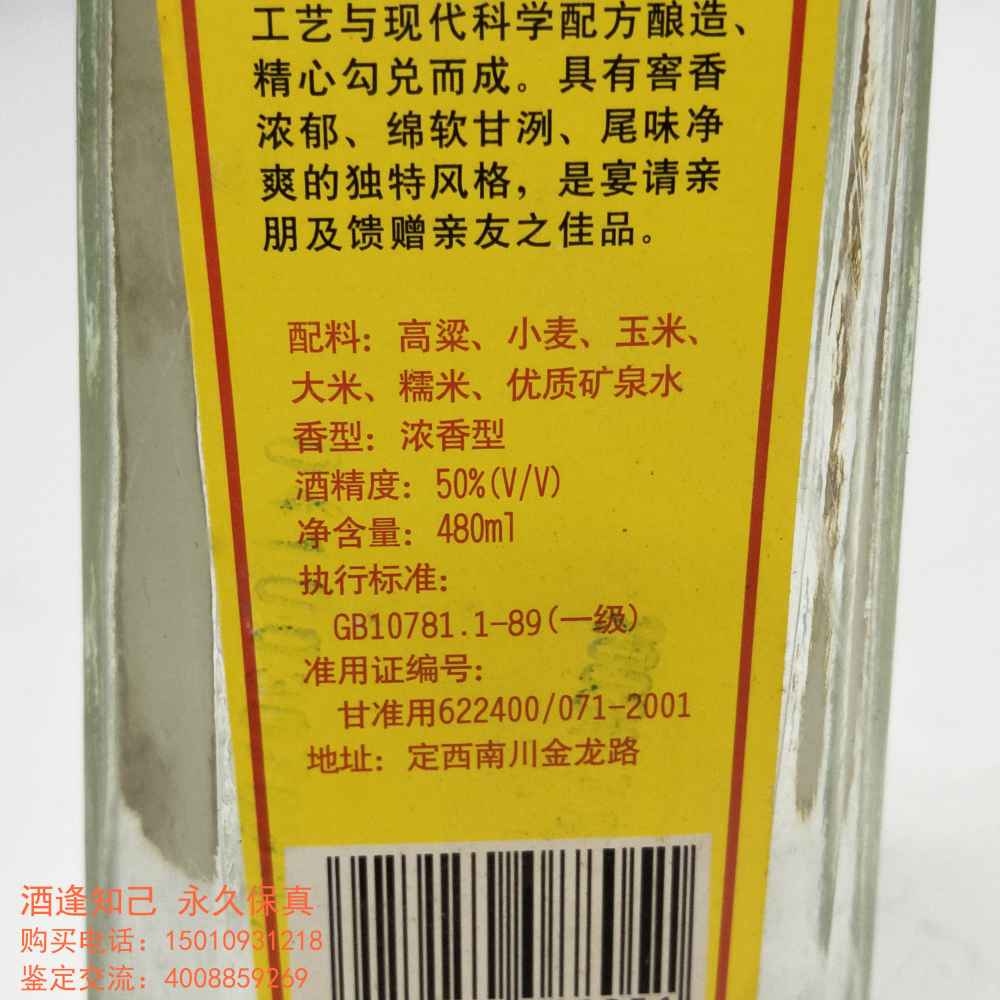 工艺与现代科学配方酿造、
精心勾兑而成。具有窖香
浓郁、绵软甘洌、尾味净
爽的独特风格，是宴请亲
朋及馈赠亲友之佳品。
配料：高粱、小麦、玉米、
大米、糯米、优质矿泉水
香型：浓香型
酒精度：50%(V/V)
净含量：480ml
执行标准：
GB10781.1-89(一级)
准用证编号：
甘准用622400/071-2001
地址：定西南川金龙路
酒逢知己 永久保真
购买电话：15010931218
鉴定交流：4008859269